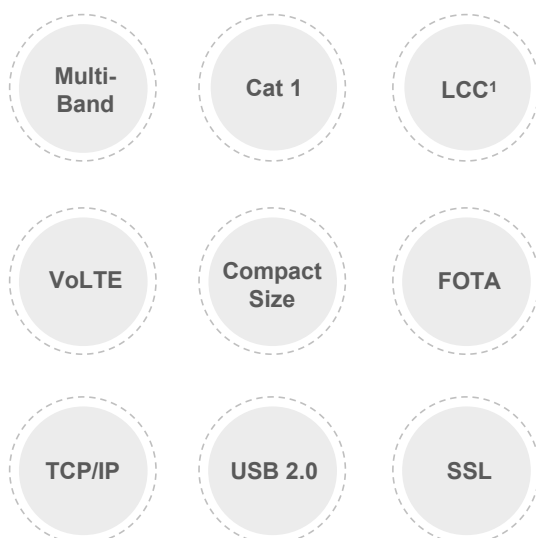 Multi-
Band
Cat 1
LCC¹
VoLTE
Compact
Size
FOTA
TCP/IP
USB 2.0
SSL